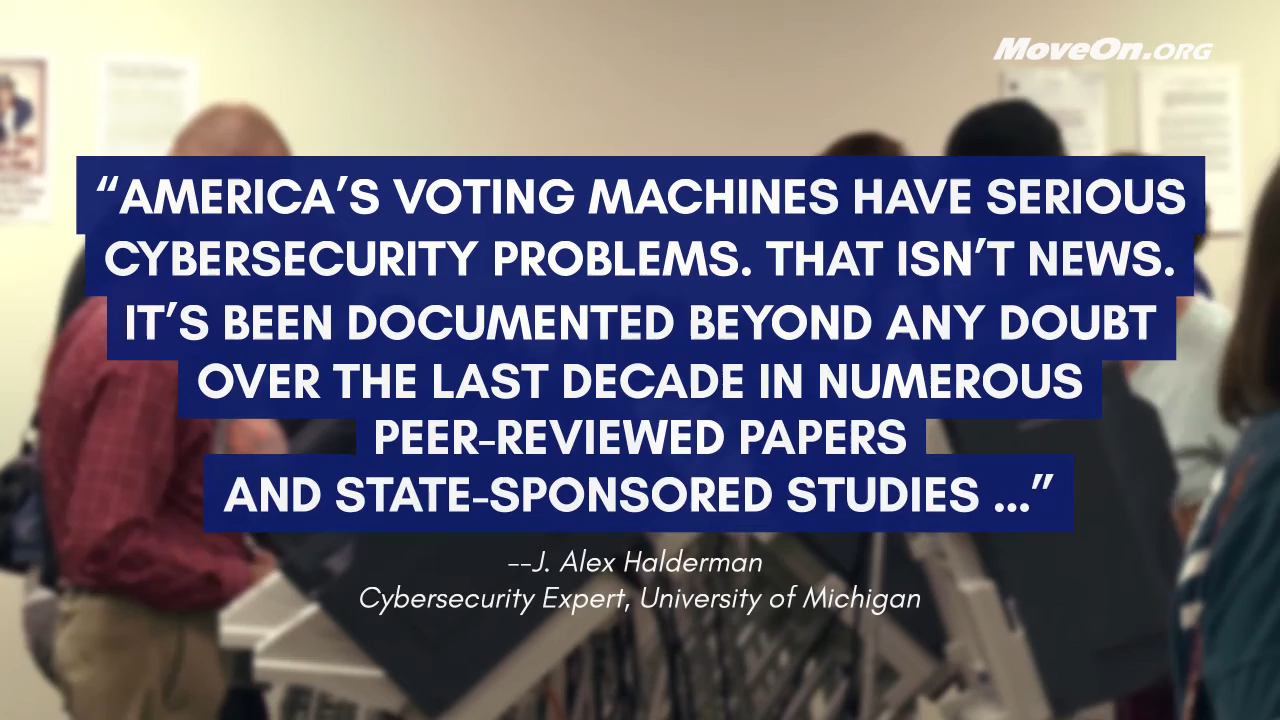 MoveOn.ORG
“AMERICA’S VOTING MACHINES HAVE SERIOUS
CYBERSECURITY PROBLEMS. THAT ISN’T NEWS.
IT’S BEEN DOCUMENTED BEYOND ANY DOUBT
OVER THE LAST DECADE IN NUMEROUS
PEER-REVIEWED PAPERS
AND STATE-SPONSORED STUDIES ...”
--J. Alex Halderman
Cybersecurity Expert, University of Michigan